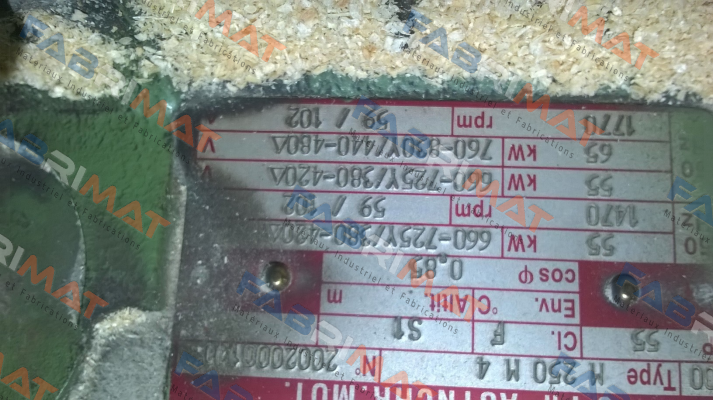 ASYNCHR.MOT.
Type M 250 M 4 N°
55 Cl. F S1
Env. °C Altit. m
cos φ 0,85
55 kW 660-725Y/380-420Δ
1470 rpm 59 / 102
55 kW 660-725Y/380-420Δ V
65 kW 760-830Y/440-480Δ V
1770 rpm 59 / 102
FABRIMAT